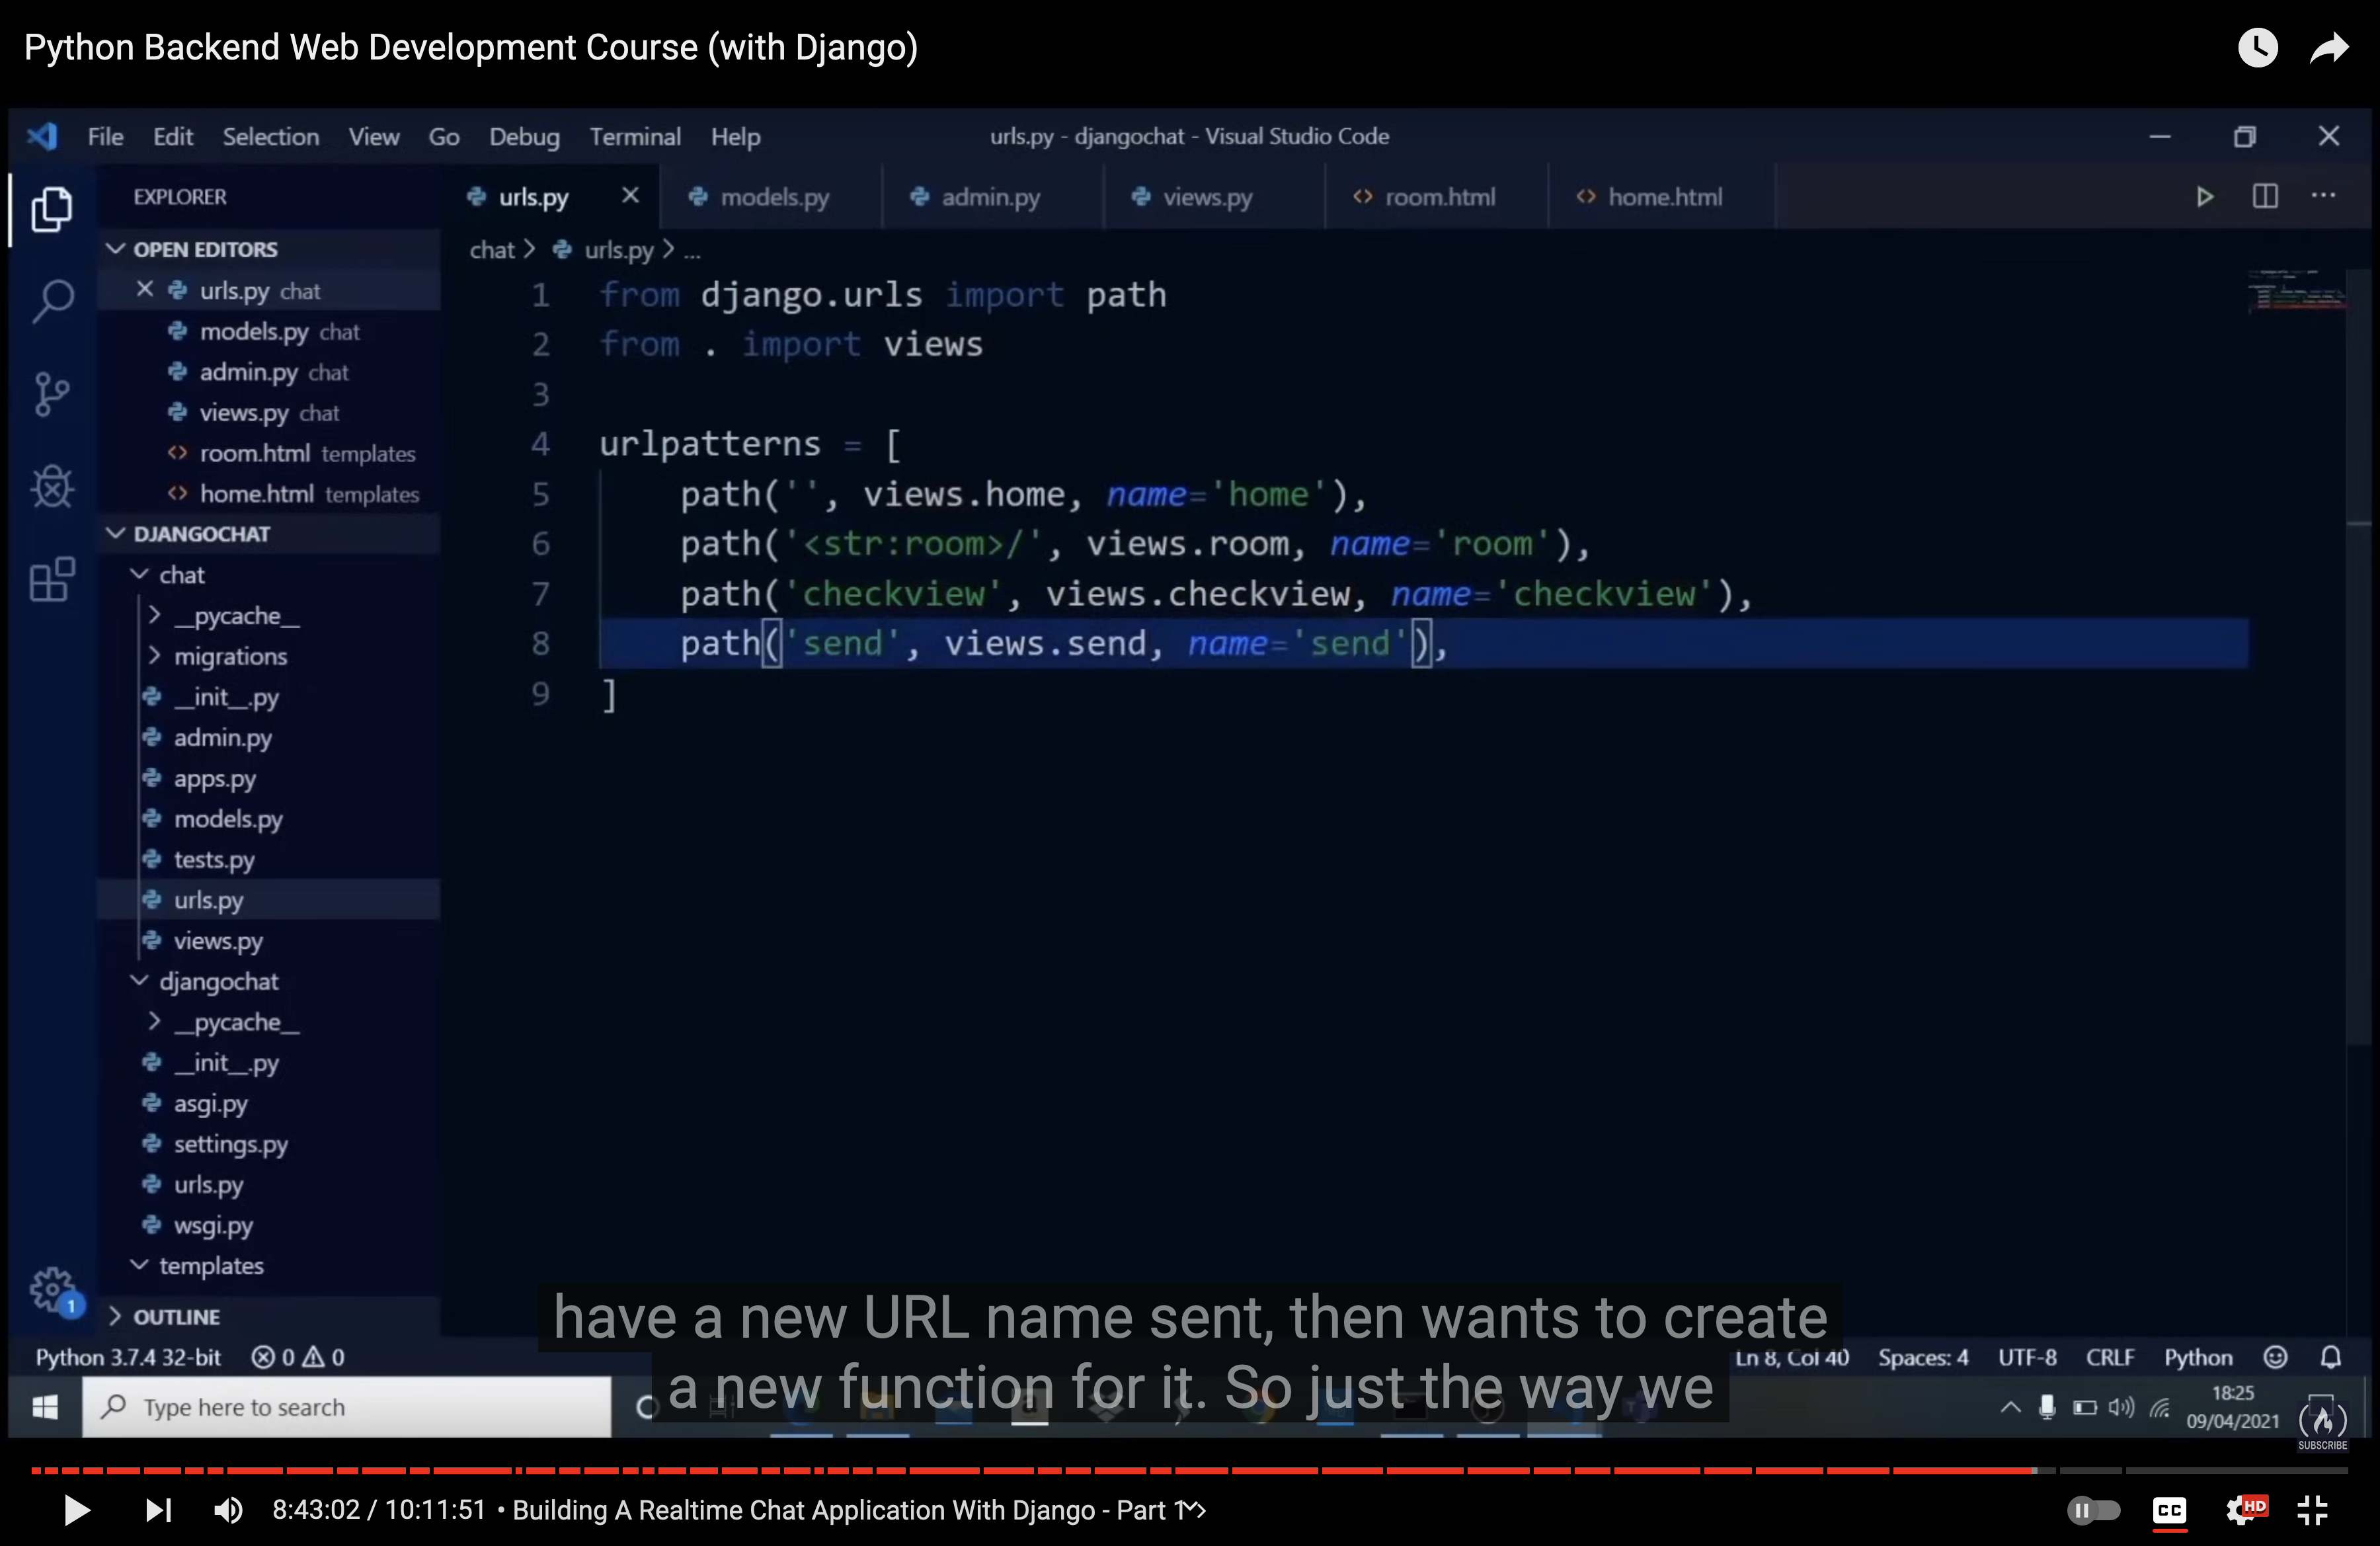 Python Backend Web Development Course (with Django)
File Edit Selection View Go Debug Terminal Help
urls.py - djangochat - Visual Studio Code
EXPLORER
urls.py models.py admin.py views.py room.html home.html
OPEN EDITORS
urls.py chat
models.py chat
admin.py chat
views.py chat
room.html templates
home.html templates
DJANGOCHAT
chat
__pycache__
migrations
__init__.py
admin.py
apps.py
models.py
tests.py
urls.py
views.py
djangochat
__pycache__
__init__.py
asgi.py
settings.py
urls.py
wsgi.py
templates
OUTLINE
chat > urls.py > ...
1 from django.urls import path
2 from . import views
3
4 urlpatterns = [
5 path('', views.home, name='home'),
6 path('<str:room>/', views.room, name='room'),
7 path('checkview', views.checkview, name='checkview'),
8 path('send', views.send, name='send'),
9 ]
have a new URL name sent, then wants to create
a new function for it. So just the way we
1
Python 3.7.4 32-bit 0 0
Ln 8, Col 40 Spaces: 4 UTF-8 CRLF Python
Type here to search
18:25
09/04/2021
SUBSCRIBE
8:43:02 / 10:11:51 • Building A Realtime Chat Application With Django - Part 1
CC HD